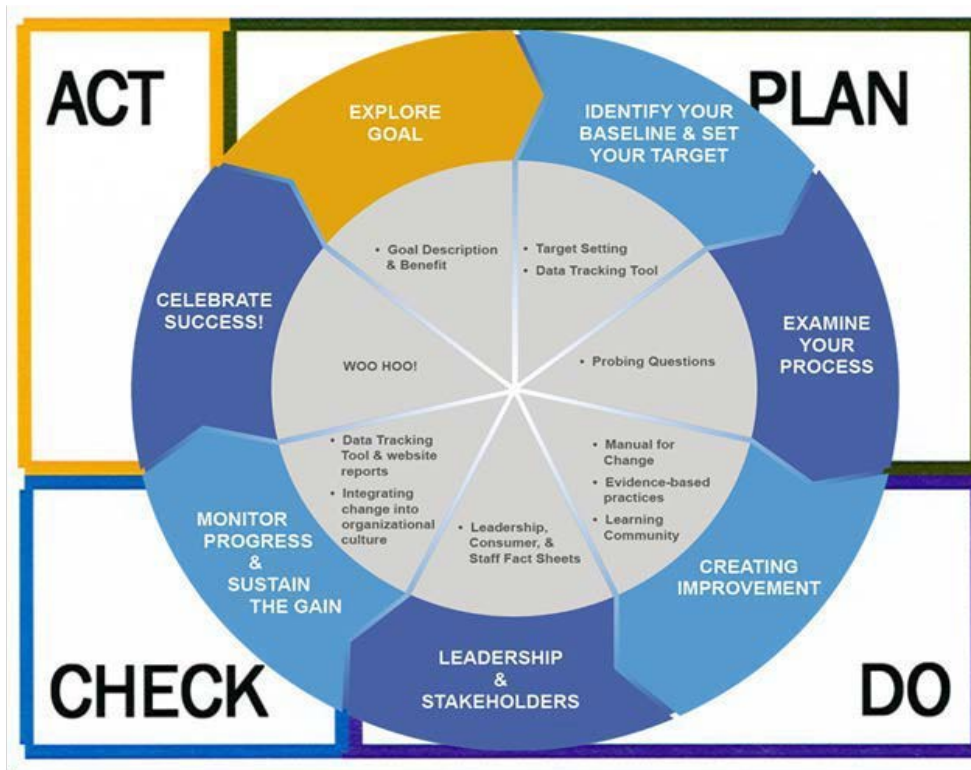 ACT
PLAN
EXPLORE
GOAL
IDENTIFY YOUR
BASELINE & SET
YOUR TARGET
EXAMINE
YOUR
PROCESS
CREATING
IMPROVEMENT
LEADERSHIP
&
STAKEHOLDERS
MONITOR
PROGRESS
&
SUSTAIN
THE GAIN
CELEBRATE
SUCCESS!
• Goal Description
& Benefit
• Target Setting
• Data Tracking Tool
• Probing Questions
• Manual for
Change
• Evidence-based
practices
• Learning
Community
• Leadership,
Consumer, &
Staff Fact Sheets
• Data Tracking
Tool & website
reports
• Integrating
change into
organizational
culture
WOO HOO!
CHECK
DO